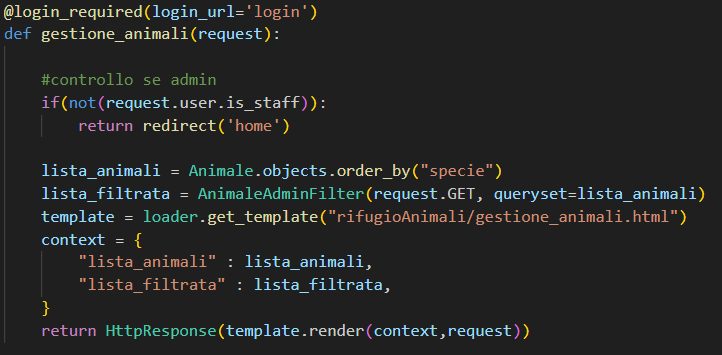 @login_required(login_url='login')
def gestione_animali(request):
#controllo se admin
if(not(request.user.is_staff)):
return redirect('home')
lista_animali = Animale.objects.order_by("specie")
lista_filtrata = AnimaleAdminFilter(request.GET, queryset=lista_animali)
template = loader.get_template("rifugioAnimali/gestione_animali.html")
context = {
"lista_animali" : lista_animali,
"lista_filtrata" : lista_filtrata,
}
return HttpResponse(template.render(context,request))